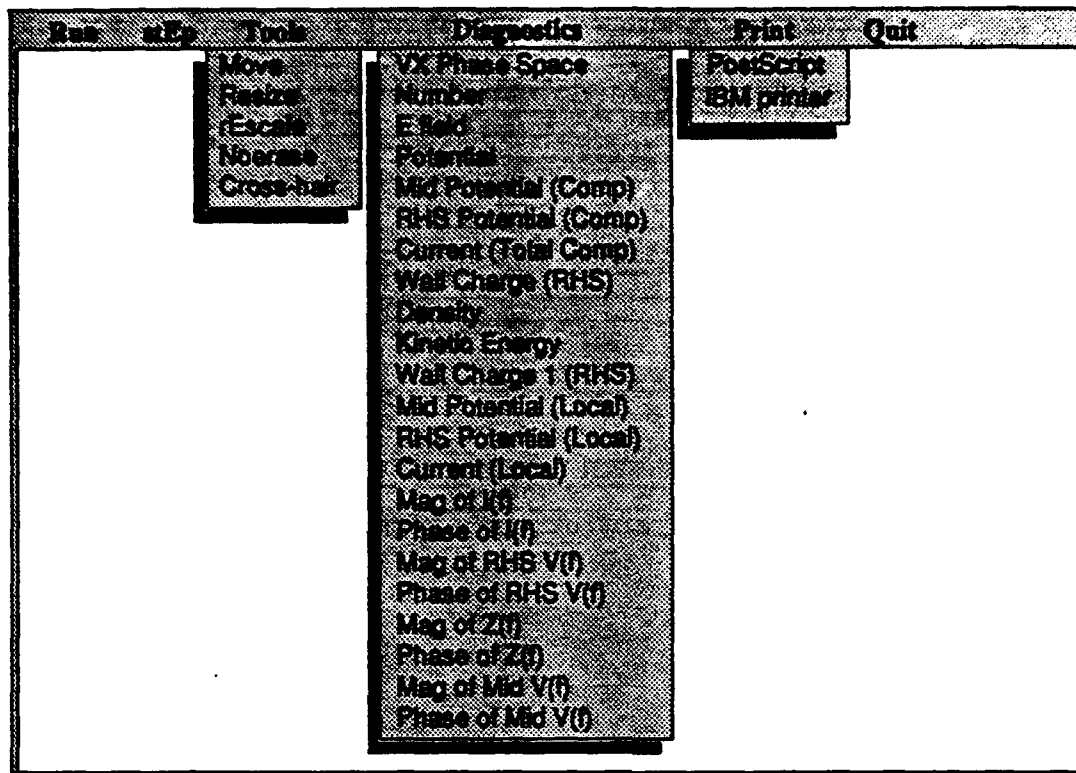 Run stEp Tools Diagnostics Print Quit
Move
Resize
rEscale
Noerase
Cross-hair
VX Phase Space
Number
E field
Potential
Mid Potential (Comp)
RHS Potential (Comp)
Current (Total Comp)
Wall Charge (RHS)
Density
Kinetic Energy
Wall Charge 1 (RHS)
Mid Potential (Local)
RHS Potential (Local)
Current (Local)
Mag of I(f)
Phase of I(f)
Mag of RHS V(f)
Phase of RHS V(f)
Mag of Z(f)
Phase of Z(f)
Mag of Mid V(f)
Phase of Mid V(f)
PostScript
IBM printer